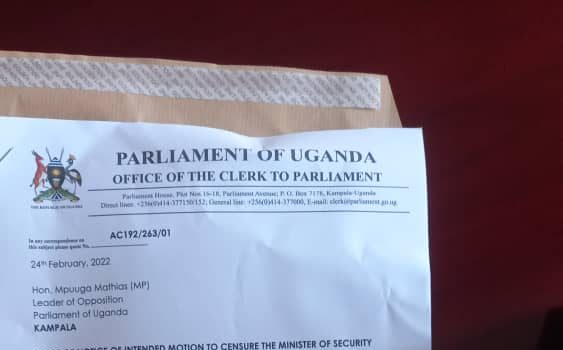 PARLIAMENT OF UGANDA
OFFICE OF THE CLERK TO PARLIAMENT
Parliament House, Plot Nos 16-18, Parliament Avenue; P. O. Box 7178, Kampala-Uganda
Direct lines: +256(0)414-377150/152; General line: +256(0)414-377000, E-mail: clerk@parliament.go.ug
THE REPUBLIC OF UGANDA
In any correspondence on
this subject please quote No.
AC192/263/01
24th February, 2022
Hon. Mpuuga Mathias (MP)
Leader of Opposition
Parliament of Uganda
KAMPALA
NOTICE OF INTENDED MOTION TO CENSURE THE MINISTER OF SECURITY